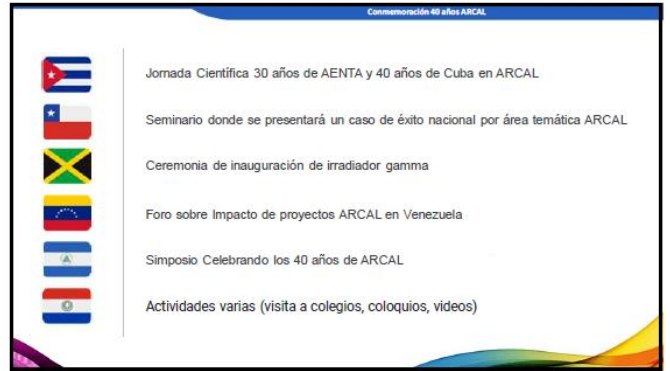 Conmemoración 40 años ARCAL
Jornada Científica 30 años de AENTA y 40 años de Cuba en ARCAL
Seminario donde se presentará un caso de éxito nacional por área temática ARCAL
Ceremonia de inauguración de irradiador gamma
Foro sobre Impacto de proyectos ARCAL en Venezuela
Simposio Celebrando los 40 años de ARCAL
Actividades varias (visita a colegios, coloquios, videos)